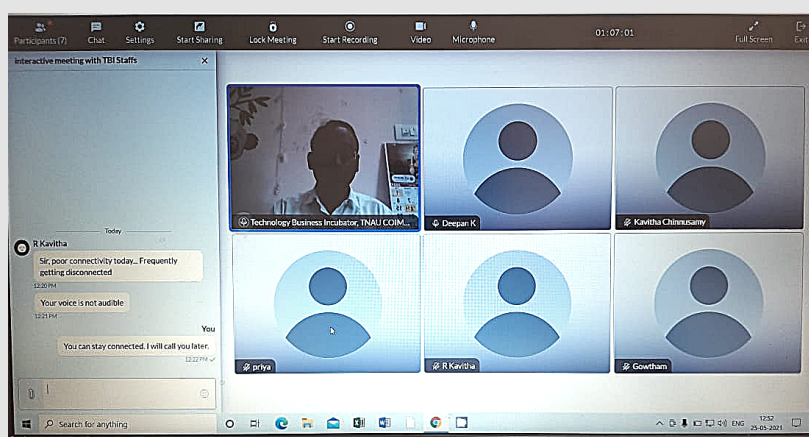 Participants (7)
Chat
Settings
Start Sharing
Lock Meeting
Start Recording
Video
Microphone
01:07:01
Full Screen
Exit
interactive meeting with TBI Staffs
Today
R Kavitha
Sir, poor connectivity today... Frequently
getting disconnected
12:20 PM
Your voice is not audible
12:21 PM
You
You can stay connected. I will call you later.
12:22 PM
Technology Business Incubator, TNAU COIM...
Deepan K
Kavitha Chinnusamy
priya
R Kavitha
Gowtham
Search for anything
ENG
12:52
25-05-2021